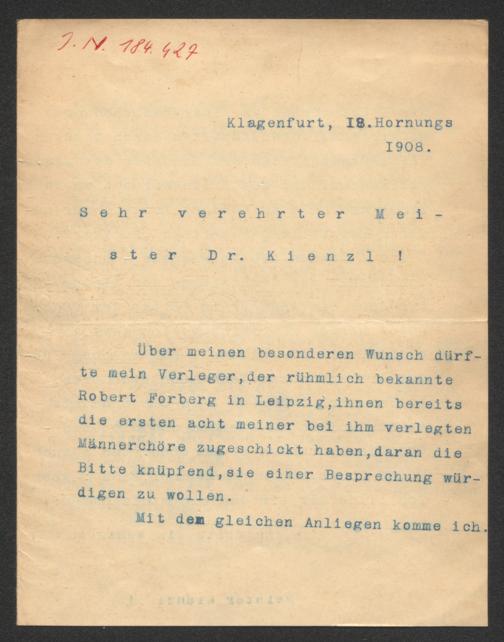 J.N. 184.427
Klagenfurt, 18.Hornungs
1908.
Sehr verehrter Mei-
ster Dr. Kienzl !
Über meinen besonderen Wunsch dürf-
te mein Verleger,der rühmlich bekannte
Robert Forberg in Leipzig,ihnen bereits
die ersten acht meiner bei ihm verlegten
Männerchöre zugeschickt haben,daran die
Bitte knüpfend,sie einer Besprechung wür-
digen zu wollen.
Mit dem gleichen Anliegen komme ich.